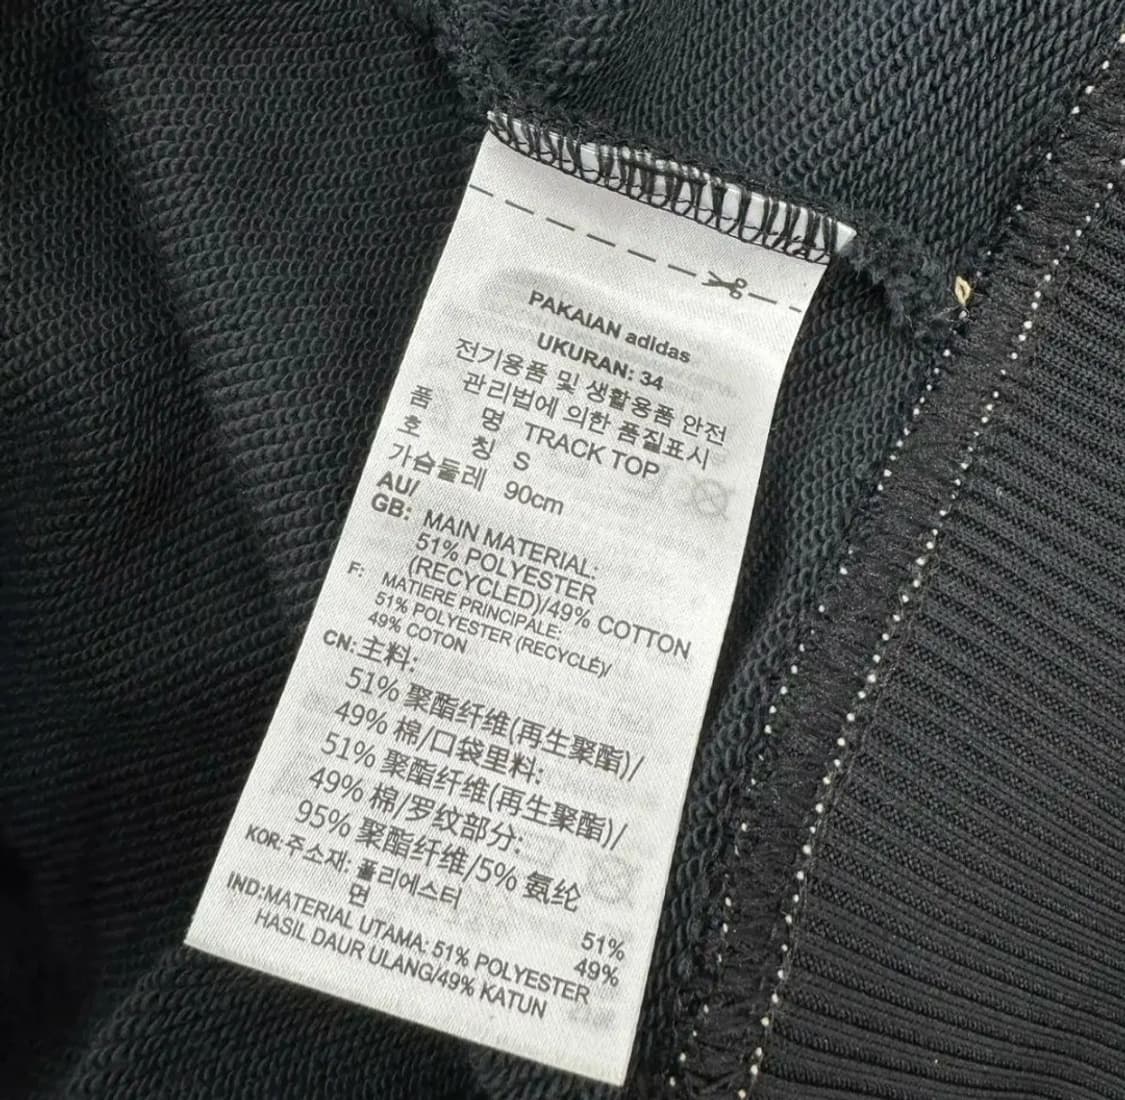 PAKAIAN adidas
UKURAN: 34
전기용품 및 생활용품 안전
관리법에 의한 품질표시
품 명 TRACK TOP
호 칭 S
가슴둘레 90cm
AU/
GB: MAIN MATERIAL:
51% POLYESTER
(RECYCLED)/49% COTTON
F: MATIERE PRINCIPALE:
51% POLYESTER (RECYCLÉ)/
49% COTON
CN: 主料:
51% 聚酯纤维(再生聚酯)/
49% 棉/口袋里料:
51% 聚酯纤维(再生聚酯)/
49% 棉/罗纹部分:
95% 聚酯纤维/5% 氨纶
KOR: 주소재: 폴리에스터 51%
면 49%
IND:MATERIAL UTAMA: 51% POLYESTER
HASIL DAUR ULANG/49% KATUN